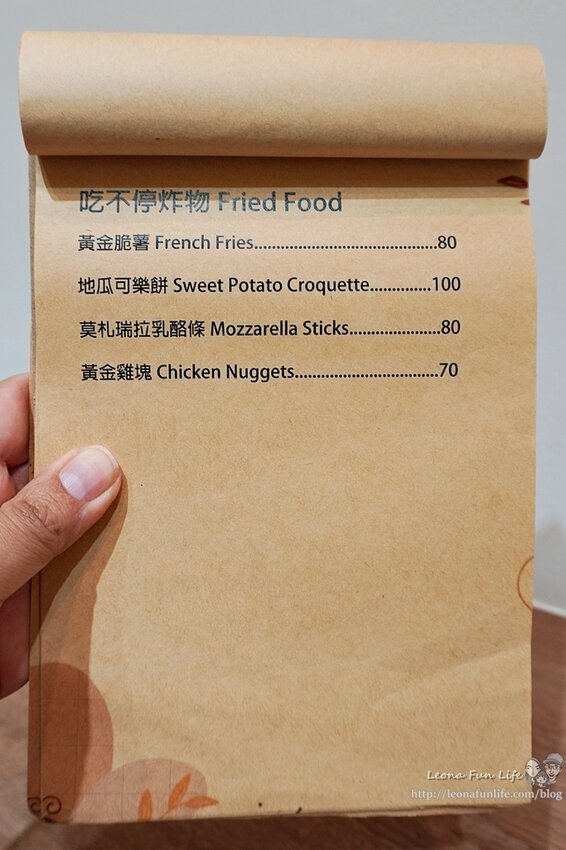 吃不停炸物 Fried Food
黃金脆薯 French Fries..........................................80
地瓜可樂餅 Sweet Potato Croquette..............100
莫札瑞拉乳酪條 Mozzarella Sticks.....................80
黃金雞塊 Chicken Nuggets.................................70
Leona Fun Life
http://leonafunlife.com/blog